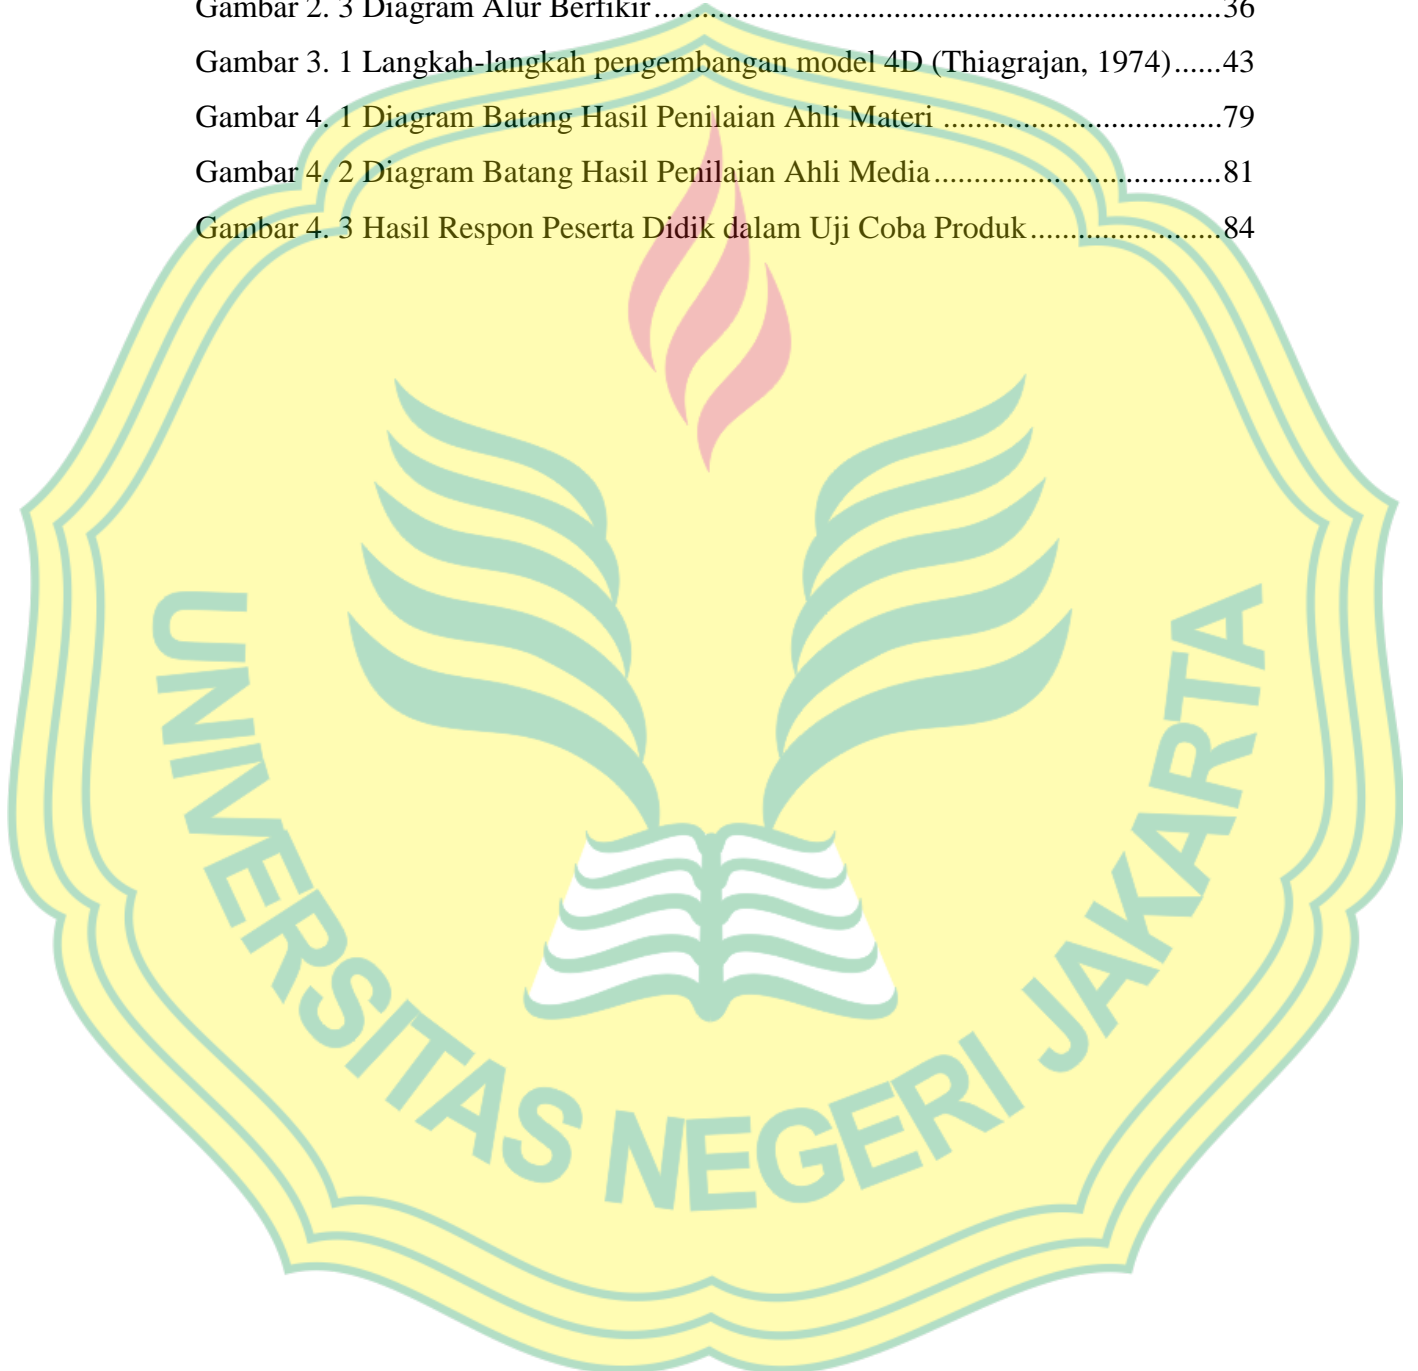 Gambar 2. 3 Diagram Alur Berfikir......................................................................36
Gambar 3. 1 Langkah-langkah pengembangan model 4D (Thiagrajan, 1974)......43
Gambar 4. 1 Diagram Batang Hasil Penilaian Ahli Materi ..................................79
Gambar 4. 2 Diagram Batang Hasil Penilaian Ahli Media...................................81
Gambar 4. 3 Hasil Respon Peserta Didik dalam Uji Coba Produk.......................84
UNIVERSITAS NEGERI JAKARTA